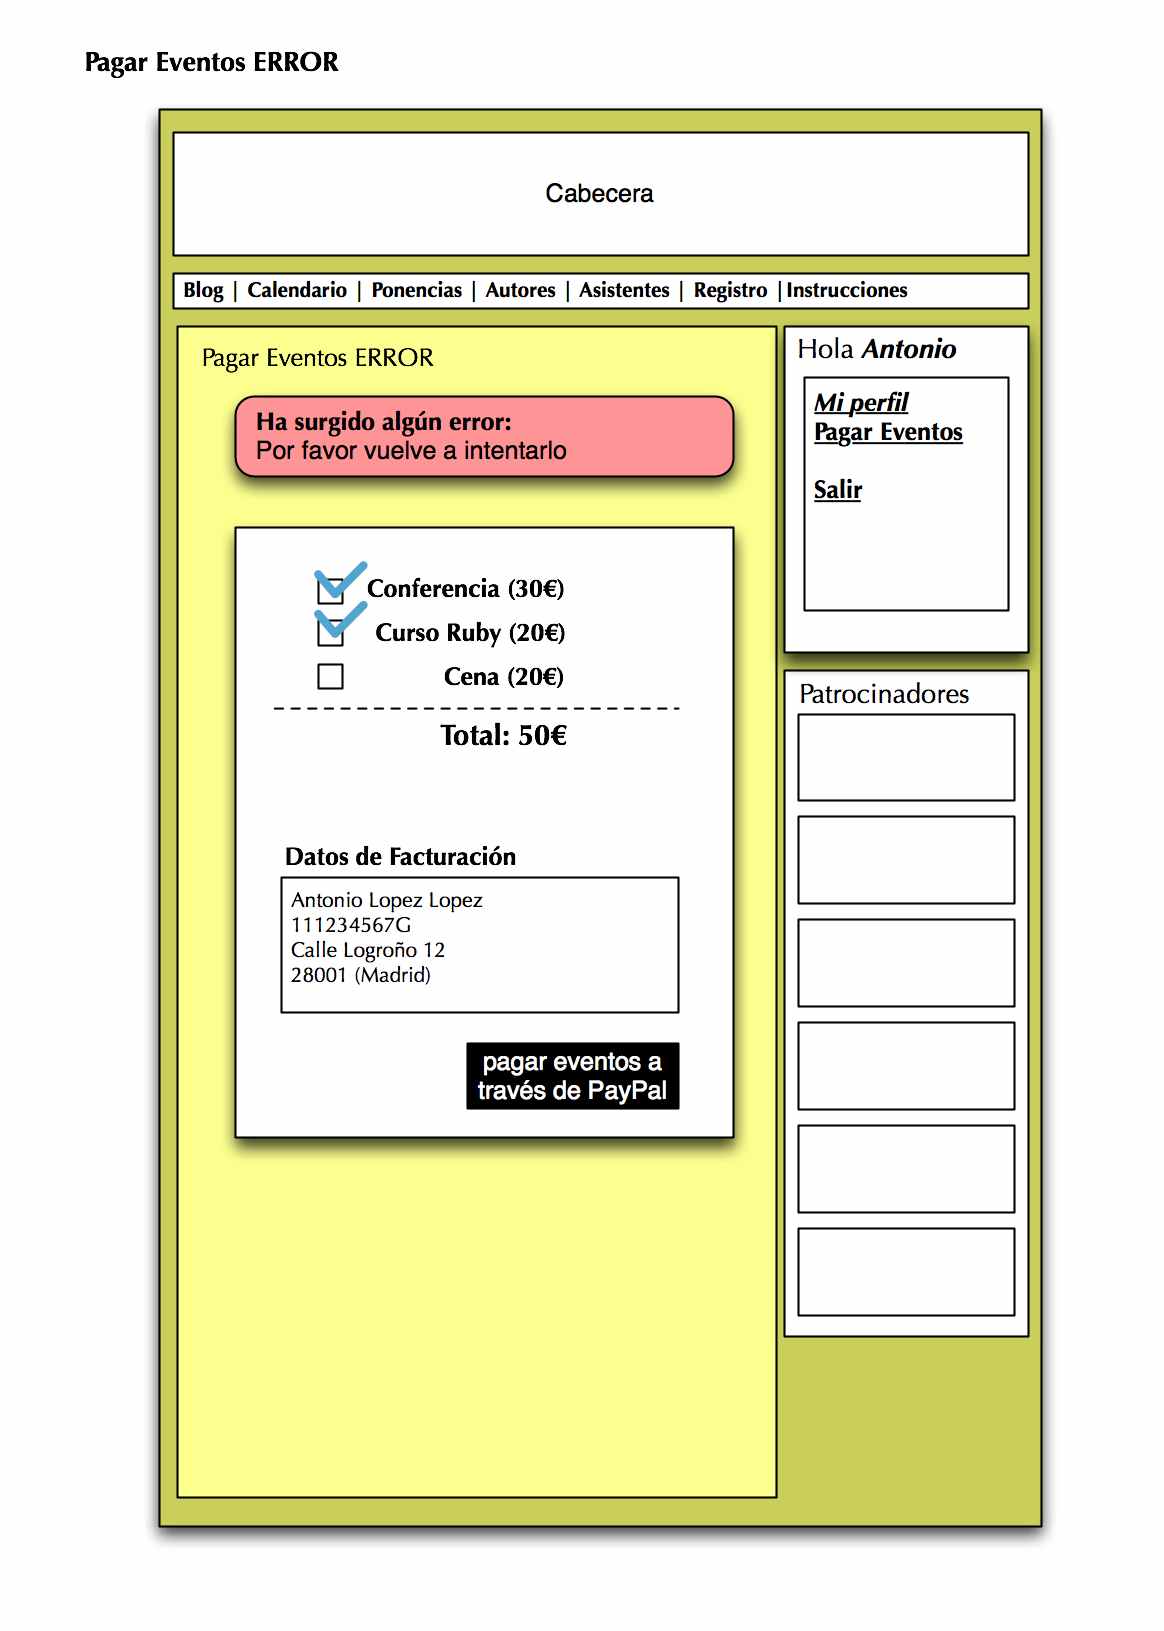 Pagar Eventos ERROR
Cabecera
Blog | Calendario | Ponencias | Autores | Asistentes | Registro |Instrucciones
Pagar Eventos ERROR
Ha surgido algún error:
Por favor vuelve a intentarlo
Conferencia (30€)
Curso Ruby (20€)
Cena (20€)
Total: 50€
Datos de Facturación
Antonio Lopez Lopez
111234567G
Calle Logroño 12
28001 (Madrid)
pagar eventos a
través de PayPal
Hola Antonio
Mi perfil
Pagar Eventos
Salir
Patrocinadores